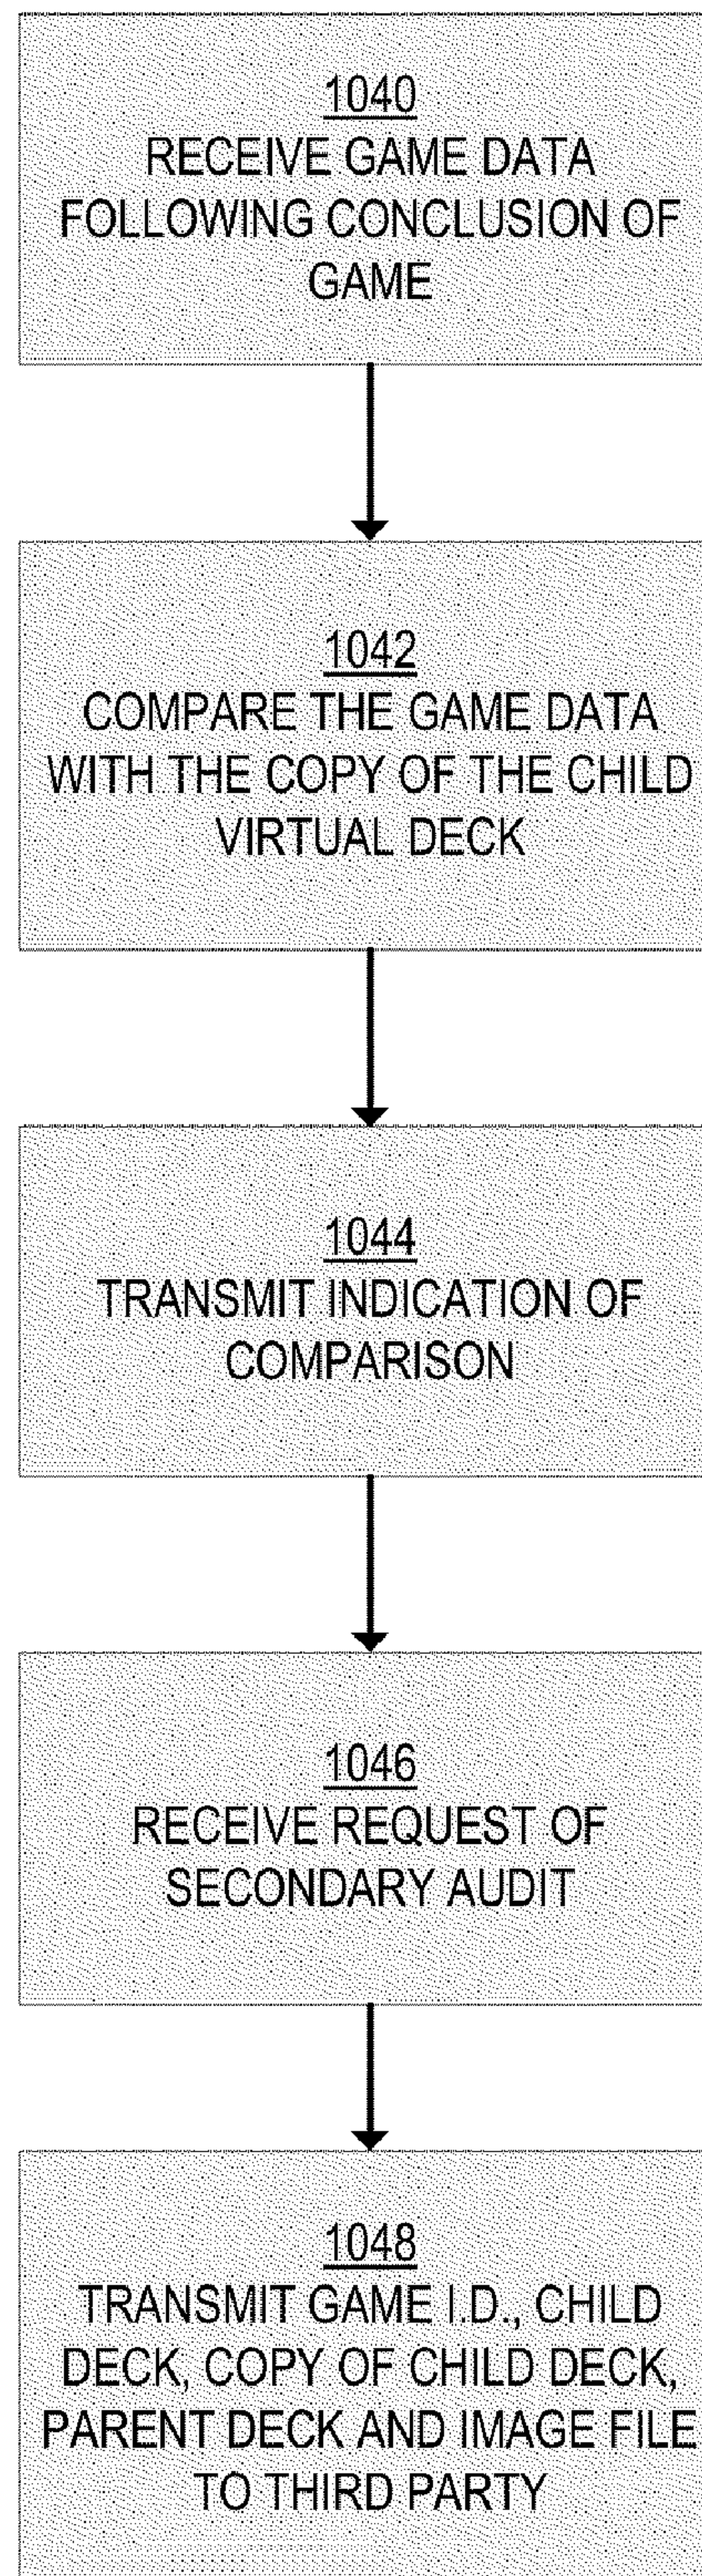 1040
RECEIVE GAME DATA
FOLLOWING CONCLUSION OF
GAME
1042
COMPARE THE GAME DATA
WITH THE COPY OF THE CHILD
VIRTUAL DECK
1044
TRANSMIT INDICATION OF
COMPARISON
1046
RECEIVE REQUEST OF
SECONDARY AUDIT
1048
TRANSMIT GAME I.D., CHILD
DECK, COPY OF CHILD DECK,
PARENT DECK AND IMAGE FILE
TO THIRD PARTY